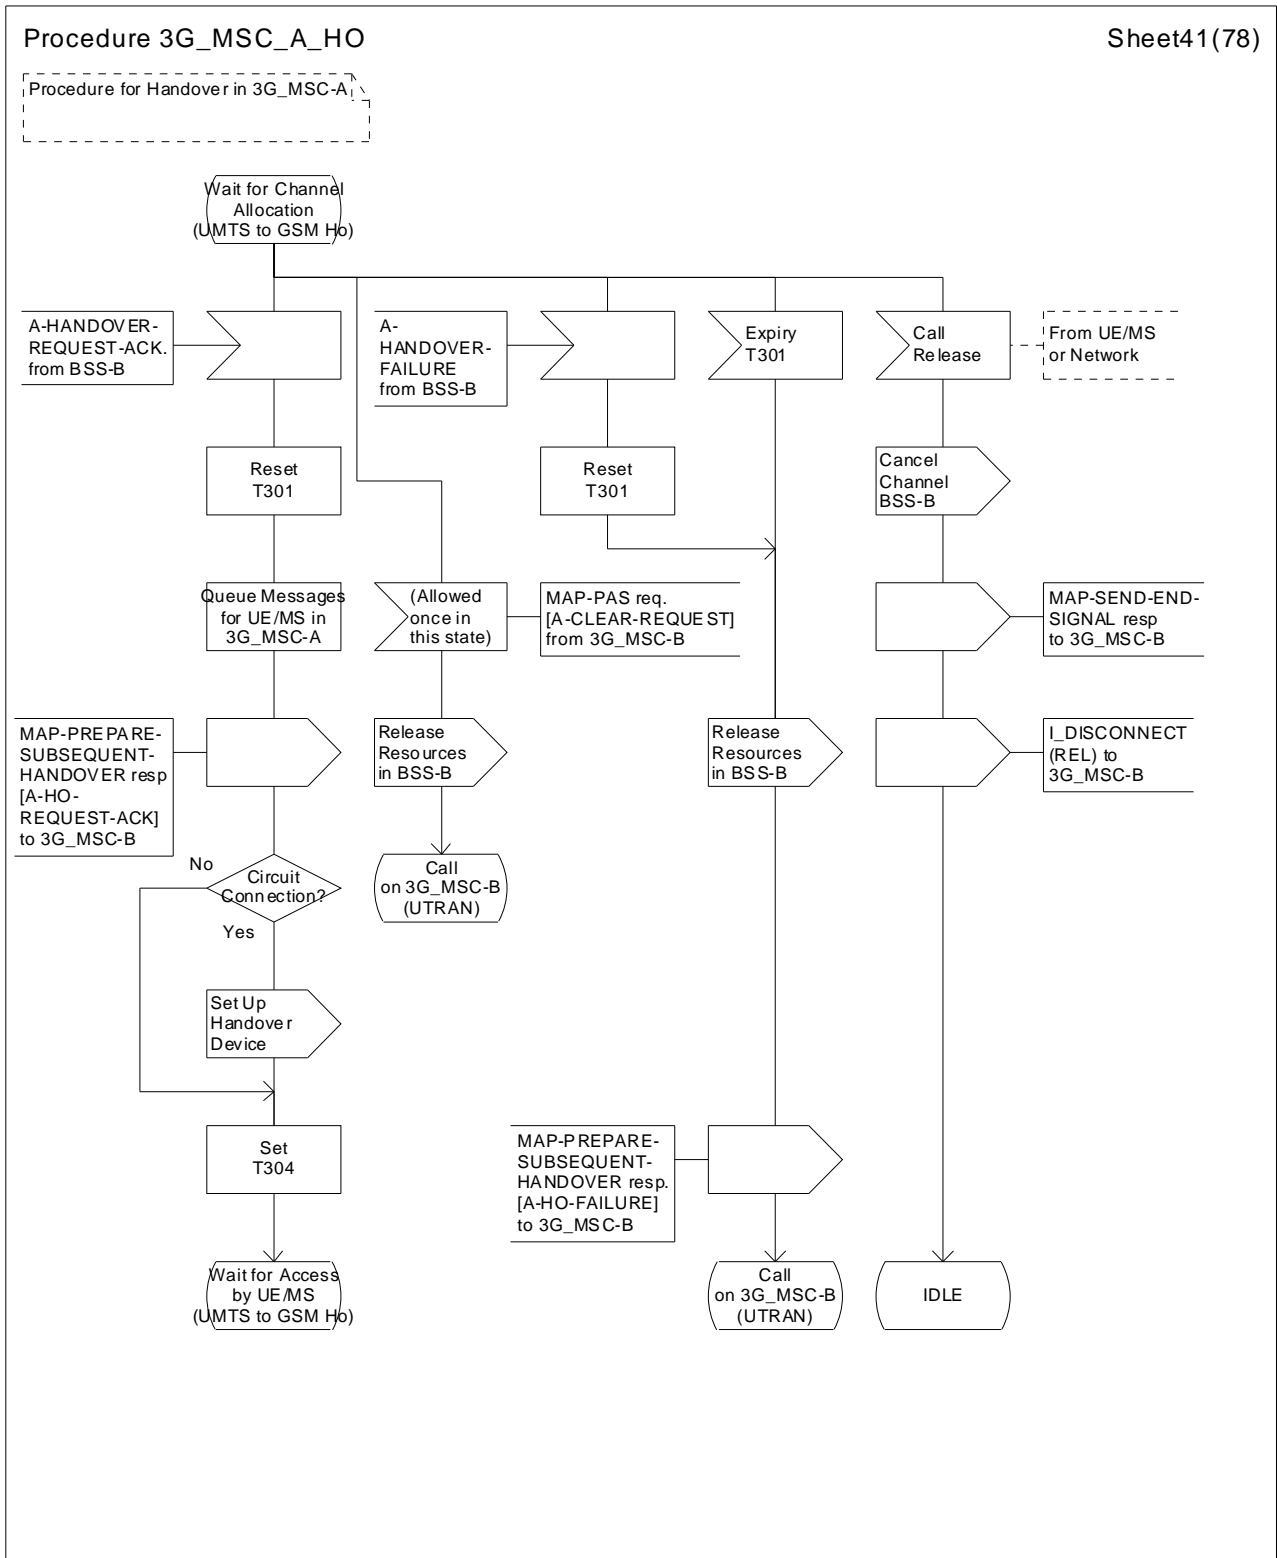 Procedure 3G_MSC_A_HO
Sheet41(78)
Procedure for Handover in 3G_MSC-A
Wait for Channel
Allocation
(UMTS to GSM Ho)
A-HANDOVER-
REQUEST-ACK.
from BSS-B
A-
HANDOVER-
FAILURE
from BSS-B
Expiry
T301
Call
Release
From UE/MS
or Network
Reset
T301
Reset
T301
Cancel
Channel
BSS-B
Queue Messages
for UE/MS in
3G_MSC-A
(Allowed
once in
this state)
MAP-PAS req.
[A-CLEAR-REQUEST]
from 3G_MSC-B
MAP-SEND-END-
SIGNAL resp
to 3G_MSC-B
MAP-PREPARE-
SUBSEQUENT-
HANDOVER resp
[A-HO-
REQUEST-ACK]
to 3G_MSC-B
Release
Resources
in BSS-B
Release
Resources
in BSS-B
I_DISCONNECT
(REL) to
3G_MSC-B
No
Circuit
Connection?
Yes
Call
on 3G_MSC-B
(UTRAN)
Set Up
Handover
Device
Set
T304
MAP-PREPARE-
SUBSEQUENT-
HANDOVER resp.
[A-HO-FAILURE]
to 3G_MSC-B
Wait for Access
by UE/MS
(UMTS to GSM Ho)
Call
on 3G_MSC-B
(UTRAN)
IDLE